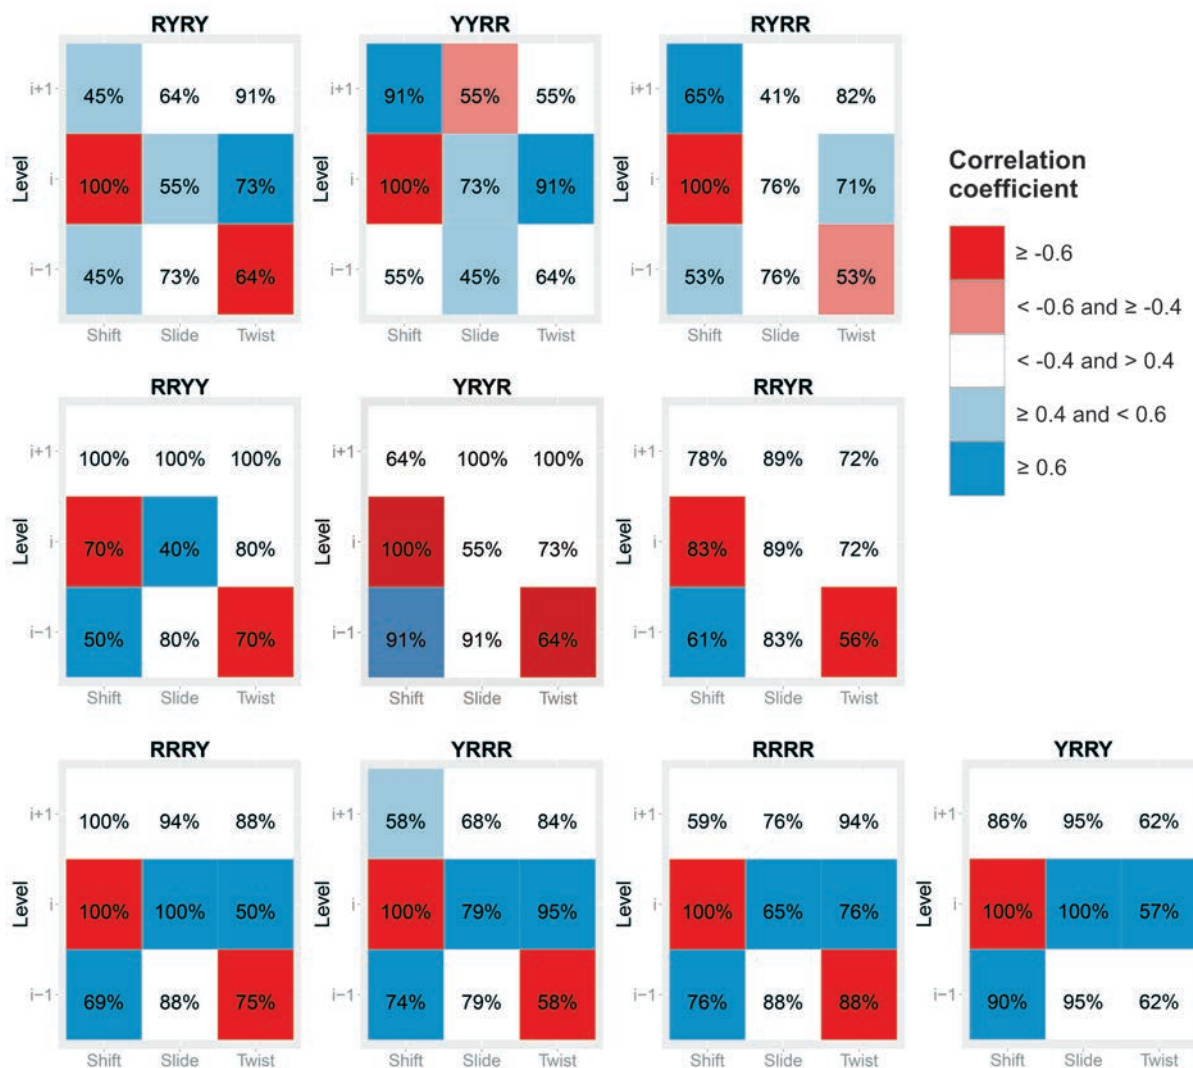 RYRY YYRR RYRR
i+1 45% 64% 91% 91% 55% 55% 65% 41% 82%
Level Level Level
i 100% 55% 73% i 100% 73% 91% i 100% 76% 71%
i−1 45% 73% 64% i−1 55% 45% 64% i−1 53% 76% 53%
Shift Slide Twist Shift Slide Twist Shift Slide Twist
Correlation
coefficient
≥ -0.6
< -0.6 and ≥ -0.4
< -0.4 and > 0.4
≥ 0.4 and < 0.6
≥ 0.6
RRYY YRYR RRYR
i+1 100% 100% 100% i+1 64% 100% 100% i+1 78% 89% 72%
Level Level Level
i 70% 40% 80% i 100% 55% 73% i 83% 89% 72%
i−1 50% 80% 70% i−1 91% 91% 64% i−1 61% 83% 56%
Shift Slide Twist Shift Slide Twist Shift Slide Twist
RRRY YRRR RRRR YRRY
i+1 100% 94% 88% i+1 58% 68% 84% i+1 59% 76% 94% i+1 86% 95% 62%
Level Level Level Level
i 100% 100% 50% i 100% 79% 95% i 100% 65% 76% i 100% 100% 57%
i−1 69% 88% 75% i−1 74% 79% 58% i−1 76% 88% 88% i−1 90% 95% 62%
Shift Slide Twist Shift Slide Twist Shift Slide Twist Shift Slide Twist